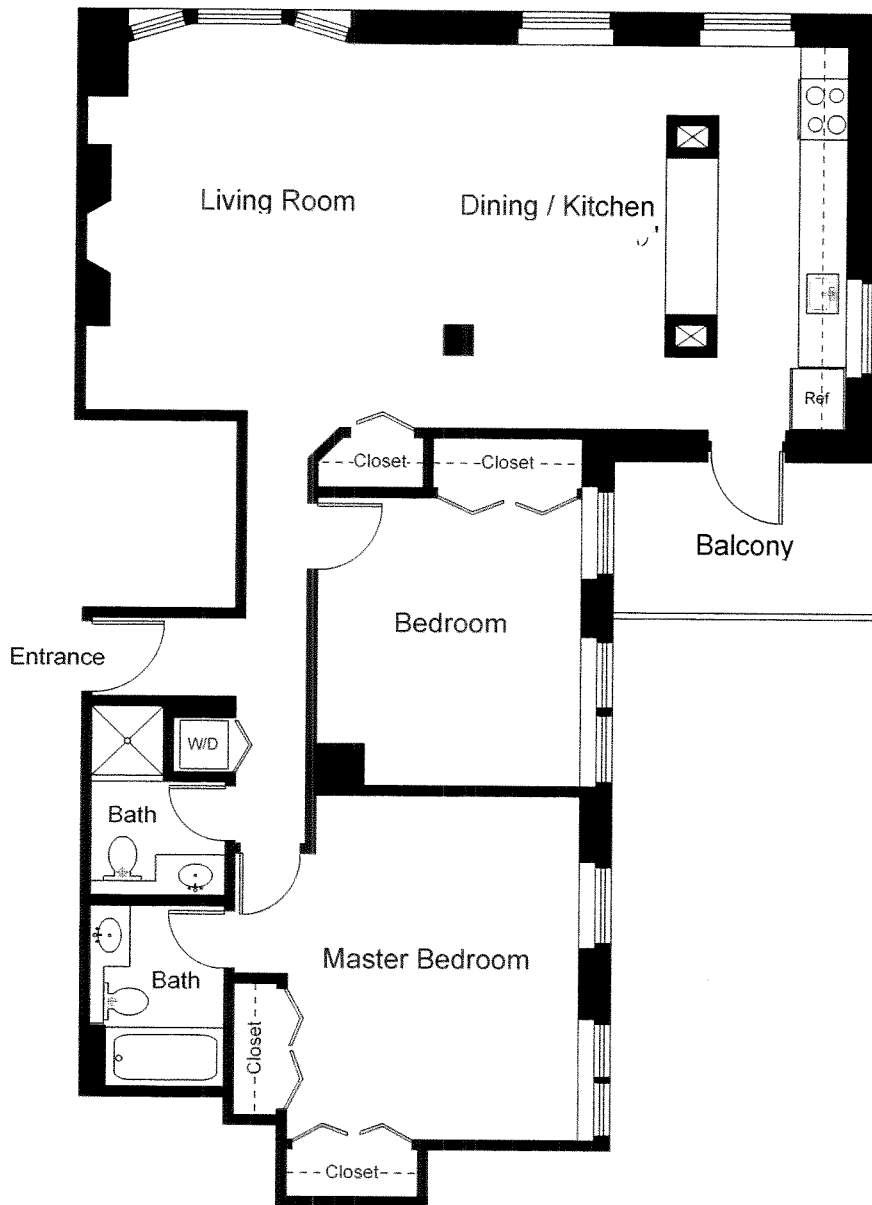 Living Room
Dining / Kitchen
Ref
Closet
Closet
Balcony
Bedroom
Entrance
W/D
Bath
Master Bedroom
Bath
Closet
Closet